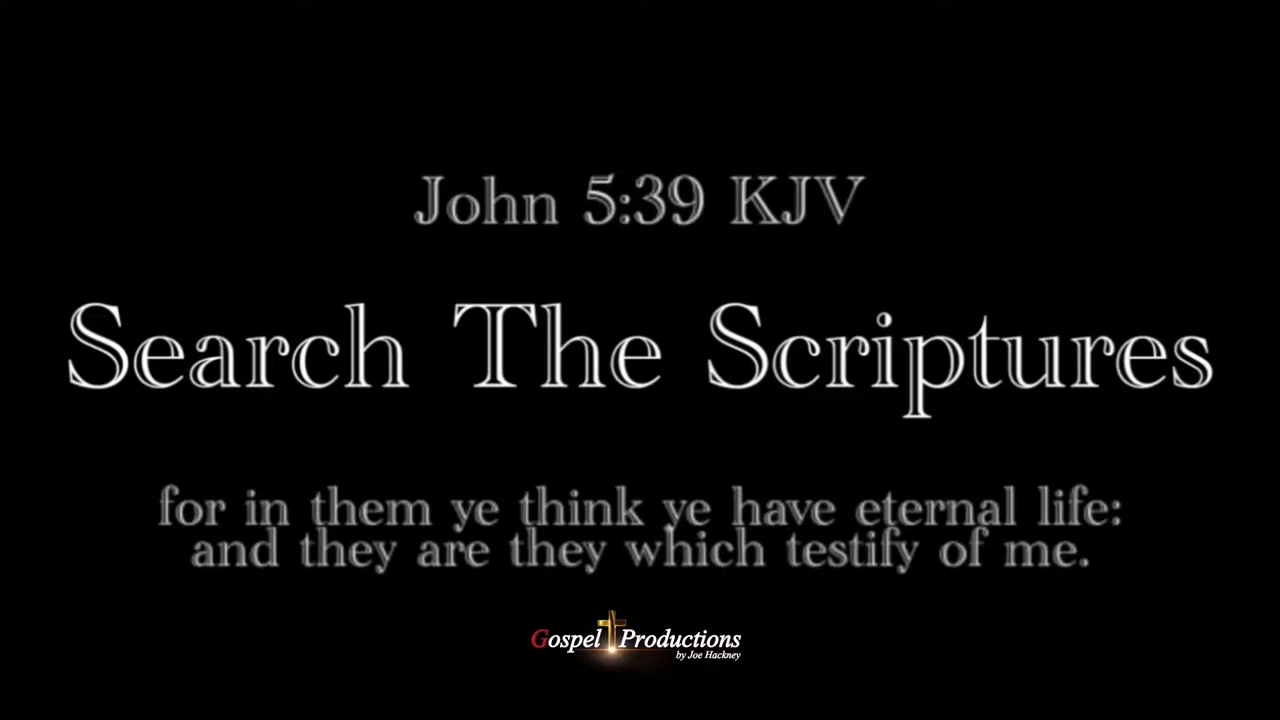 John 5:39 KJV
Search The Scriptures
for in them ye think ye have eternal life:
and they are they which testify of me.
Gospel Productions
by Joe Hackney